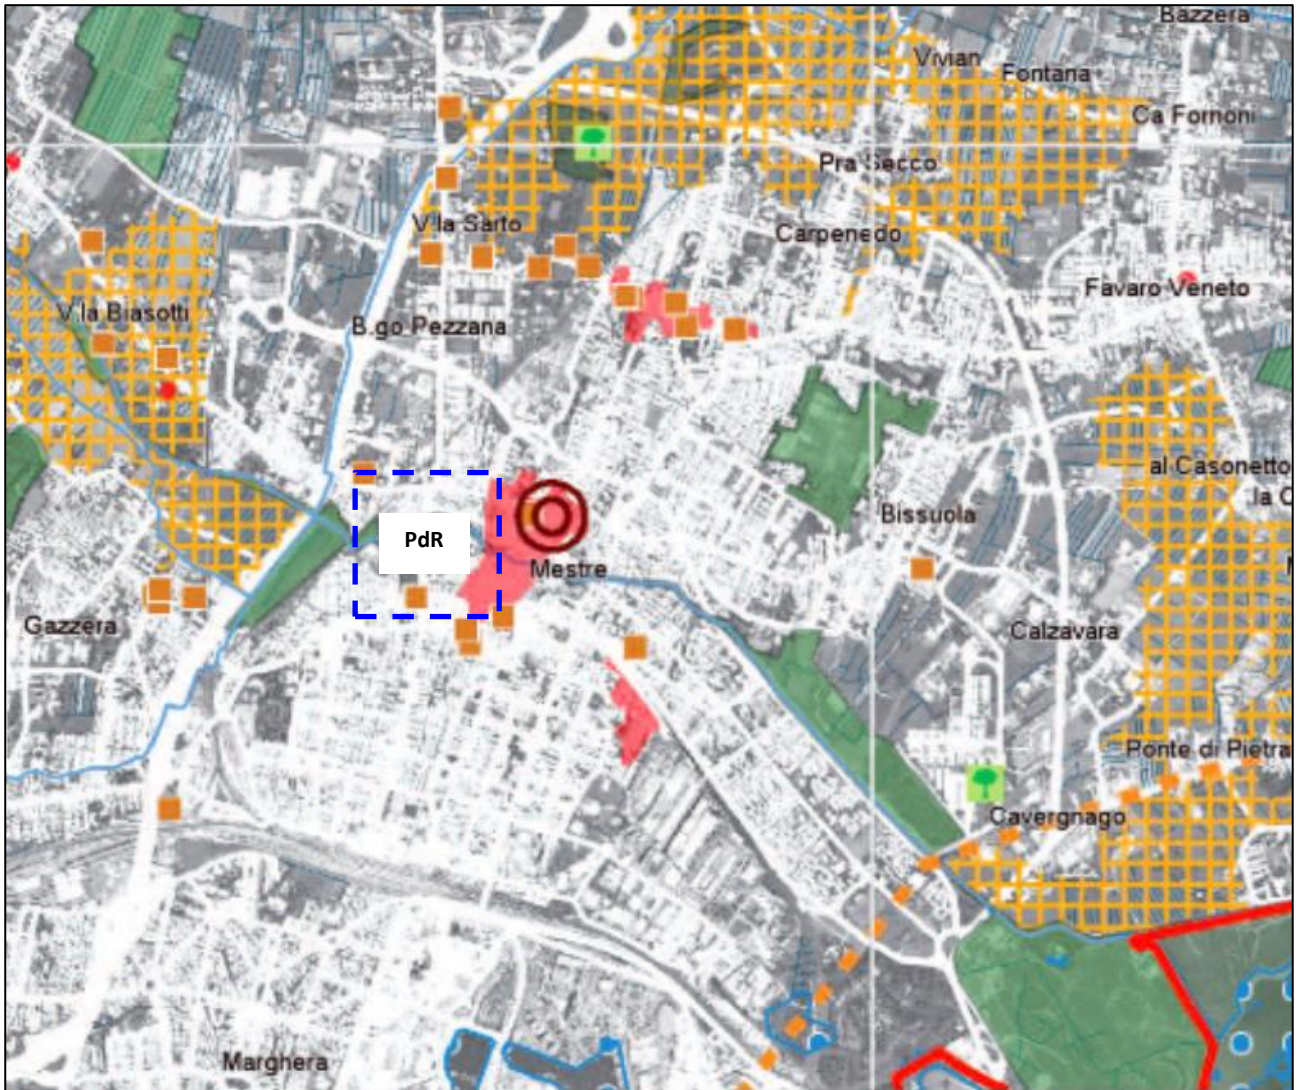 Bazzera
Vivian
Fontana
Ca Fornoni
Pra Secco
V.la Sarto
Carpenedo
Favaro Veneto
V.la Biasotti
B.go Pezzana
al Casonetto
la C
Bissuola
PdR
Mestre
Gazzera
Calzavara
Ponte di Pietra
Cavergnago
Marghera